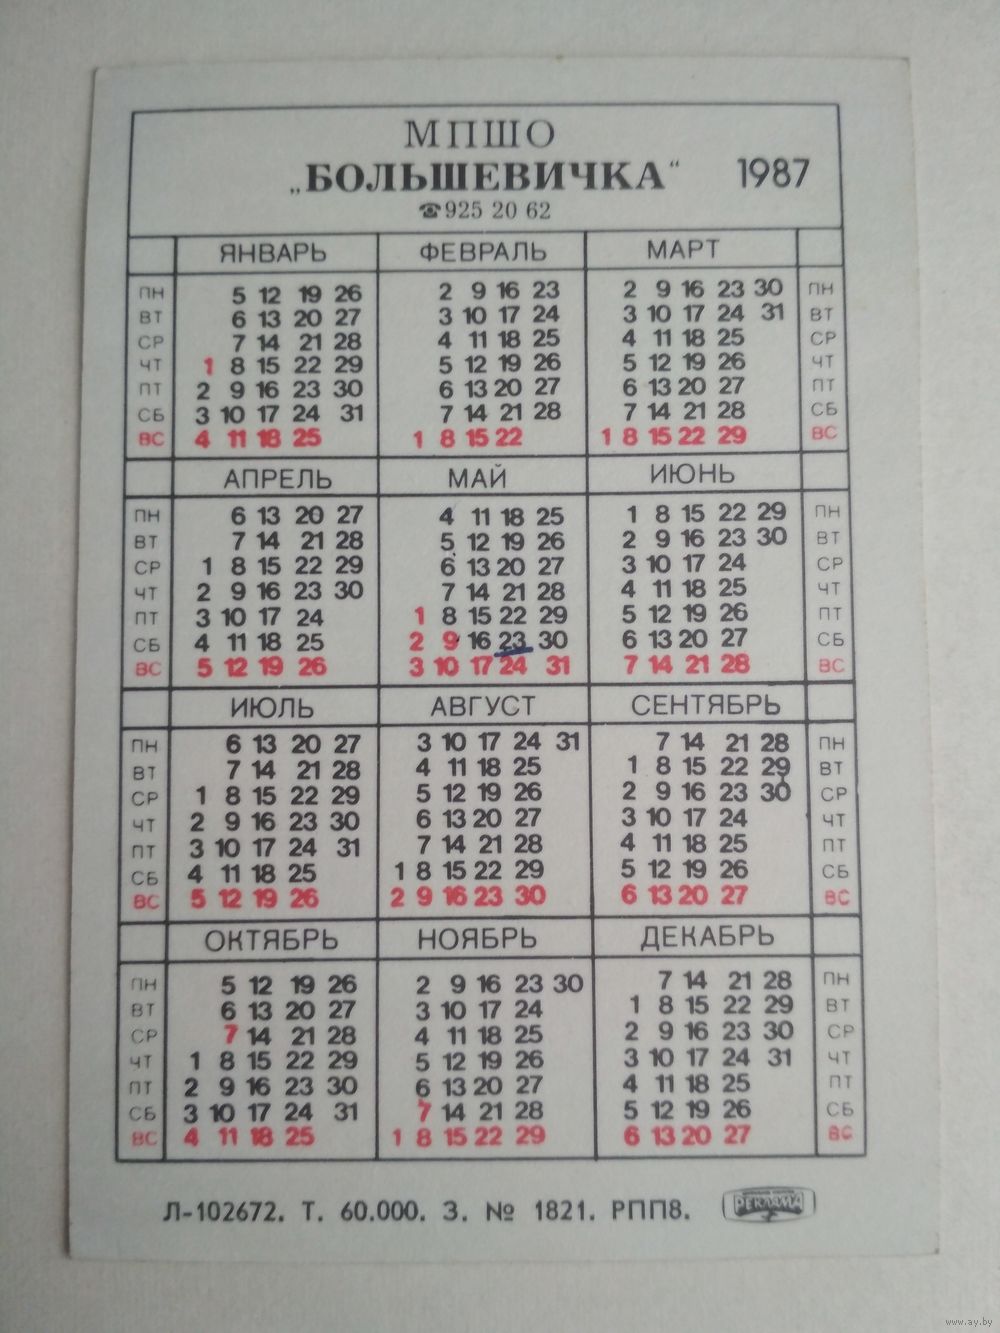 МПШО
„БОЛЬШЕВИЧКА“ 1987
☎925 20 62
ЯНВАРЬ ФЕВРАЛЬ МАРТ
ПН 5 12 19 26 2 9 16 23 2 9 16 23 30 ПН
ВТ 6 13 20 27 3 10 17 24 3 10 17 24 31 ВТ
СР 7 14 21 28 4 11 18 25 4 11 18 25 СР
ЧТ 1 8 15 22 29 5 12 19 26 5 12 19 26 ЧТ
ПТ 2 9 16 23 30 6 13 20 27 6 13 20 27 ПТ
СБ 3 10 17 24 31 7 14 21 28 7 14 21 28 СБ
ВС 4 11 18 25 1 8 15 22 1 8 15 22 29 ВС
АПРЕЛЬ МАЙ ИЮНЬ
ПН 6 13 20 27 4 11 18 25 1 8 15 22 29 ПН
ВТ 7 14 21 28 5 12 19 26 2 9 16 23 30 ВТ
СР 1 8 15 22 29 6 13 20 27 3 10 17 24 СР
ЧТ 2 9 16 23 30 7 14 21 28 4 11 18 25 ЧТ
ПТ 3 10 17 24 1 8 15 22 29 5 12 19 26 ПТ
СБ 4 11 18 25 2 9 16 23 30 6 13 20 27 СБ
ВС 5 12 19 26 3 10 17 24 31 7 14 21 28 ВС
ИЮЛЬ АВГУСТ СЕНТЯБРЬ
ПН 6 13 20 27 3 10 17 24 31 7 14 21 28 ПН
ВТ 7 14 21 28 4 11 18 25 1 8 15 22 29 ВТ
СР 1 8 15 22 29 5 12 19 26 2 9 16 23 30 СР
ЧТ 2 9 16 23 30 6 13 20 27 3 10 17 24 ЧТ
ПТ 3 10 17 24 31 7 14 21 28 4 11 18 25 ПТ
СБ 4 11 18 25 1 8 15 22 29 5 12 19 26 СБ
ВС 5 12 19 26 2 9 16 23 30 6 13 20 27 ВС
ОКТЯБРЬ НОЯБРЬ ДЕКАБРЬ
ПН 5 12 19 26 2 9 16 23 30 7 14 21 28 ПН
ВТ 6 13 20 27 3 10 17 24 1 8 15 22 29 ВТ
СР 7 14 21 28 4 11 18 25 2 9 16 23 30 СР
ЧТ 1 8 15 22 29 5 12 19 26 3 10 17 24 31 ЧТ
ПТ 2 9 16 23 30 6 13 20 27 4 11 18 25 ПТ
СБ 3 10 17 24 31 7 14 21 28 5 12 19 26 СБ
ВС 4 11 18 25 1 8 15 22 29 6 13 20 27 ВС
Л-102672. Т. 60.000. З. № 1821. РПП8. РЕКЛАМА
www.ay.by